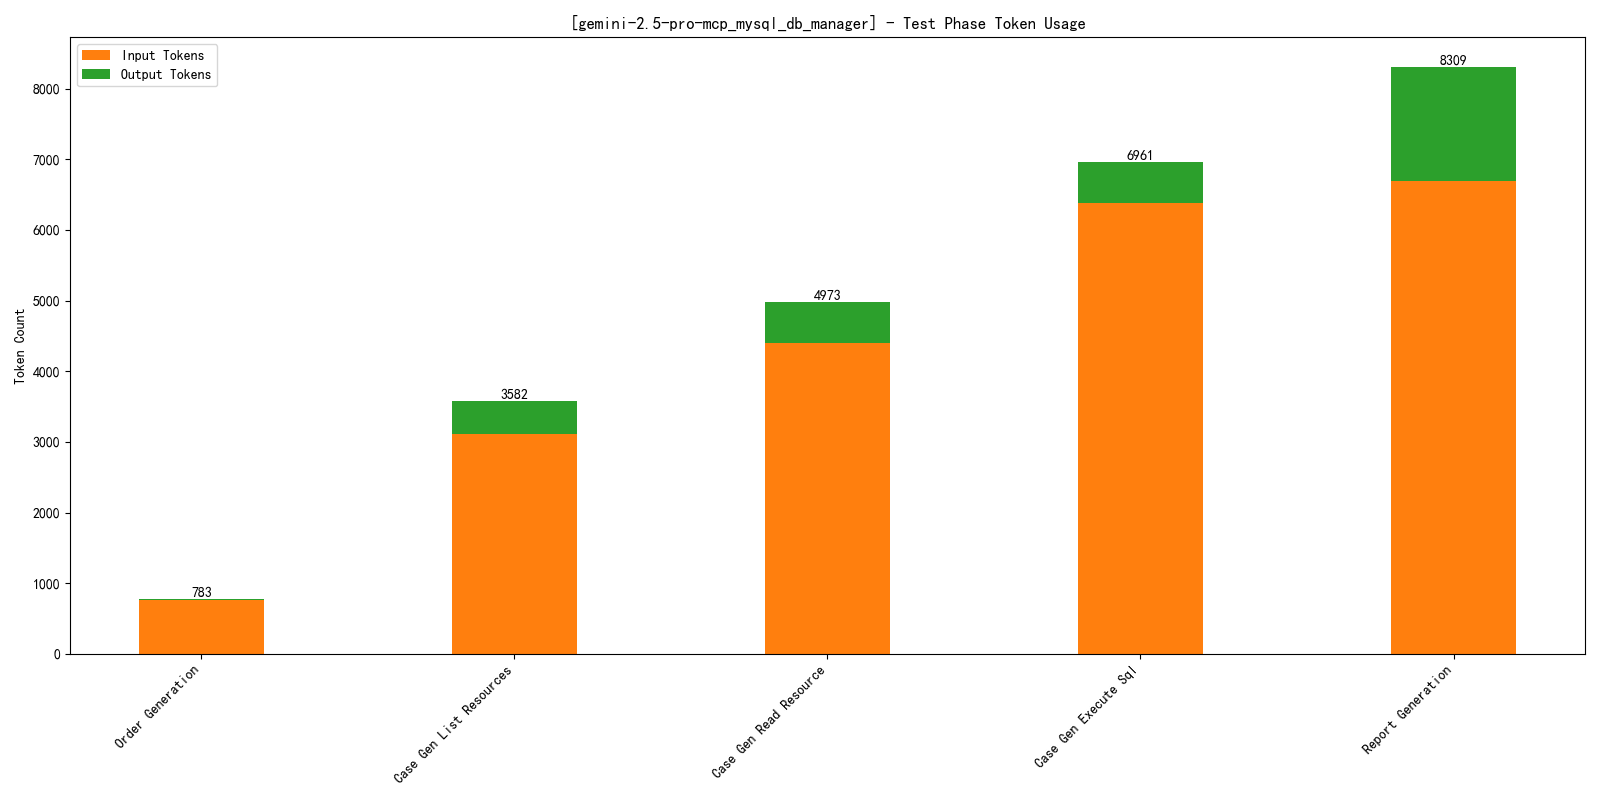 [gemini-2.5-pro-mcp_mysql_db_manager] - Test Phase Token Usage
Input Tokens
Output Tokens
Token Count
8000
7000
6000
5000
4000
3000
2000
1000
0
783
3582
4973
6961
8309
Order Generation
Case Gen List Resources
Case Gen Read Resource
Case Gen Execute Sql
Report Generation